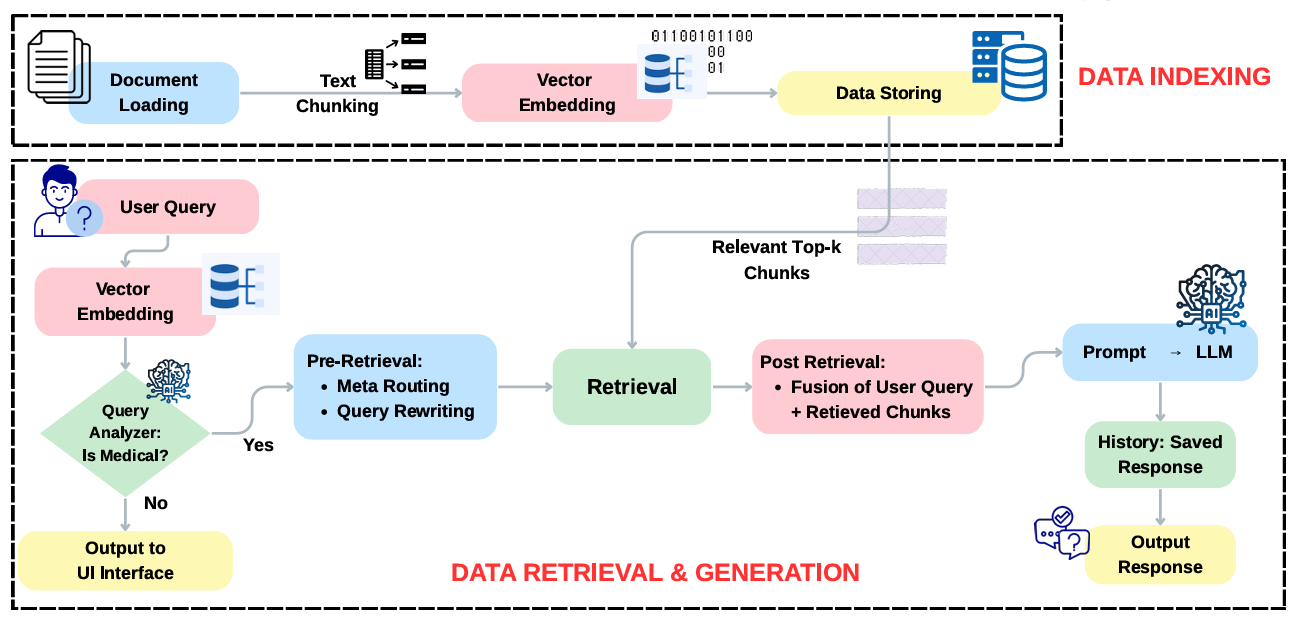 Document
Loading
Text
Chunking
01100101100
00
01
Vector
Embedding
Data Storing
DATA INDEXING
?
User Query
Vector
Embedding
Relevant Top-k
Chunks
Query
Analyzer:
Is Medical?
Yes
No
Output to
UI Interface
Pre-Retrieval:
• Meta Routing
• Query Rewriting
Retrieval
Post Retrieval:
• Fusion of User Query
+ Retieved Chunks
AI
Prompt → LLM
History: Saved
Response
?
Output
Response
DATA RETRIEVAL & GENERATION